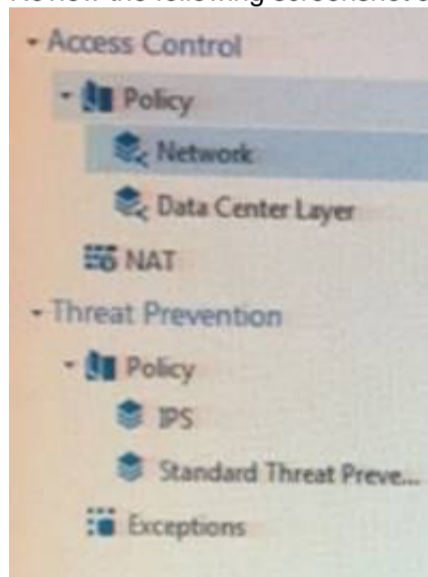 Access Control
Policy
Network
Data Center Layer
NAT
Threat Prevention
Policy
IPS
Standard Threat Preve...
Exceptions